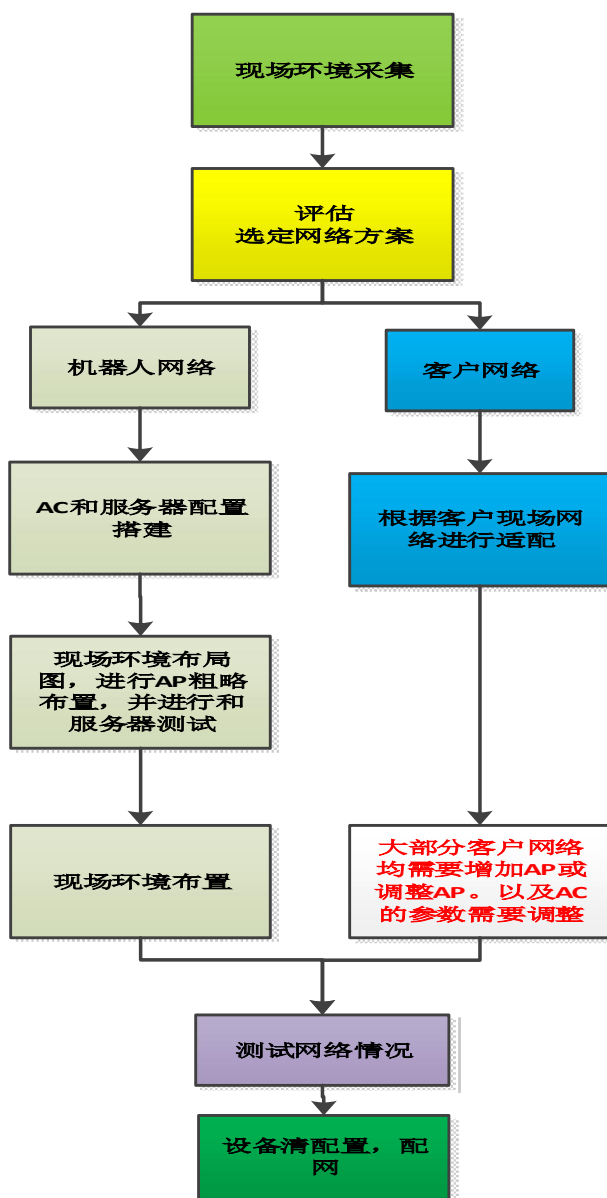 现场环境采集
评估
选定网络方案
机器人网络
客户网络
AC和服务器配置
搭建
根据客户现场网
络进行适配
现场环境布局
图，进行AP粗略
布置，并进行和
服务器测试
现场环境布置
大部分客户网络
均需要增加AP或
调整AP。以及AC
的参数需要调整
测试网络情况
设备清配置，配
网